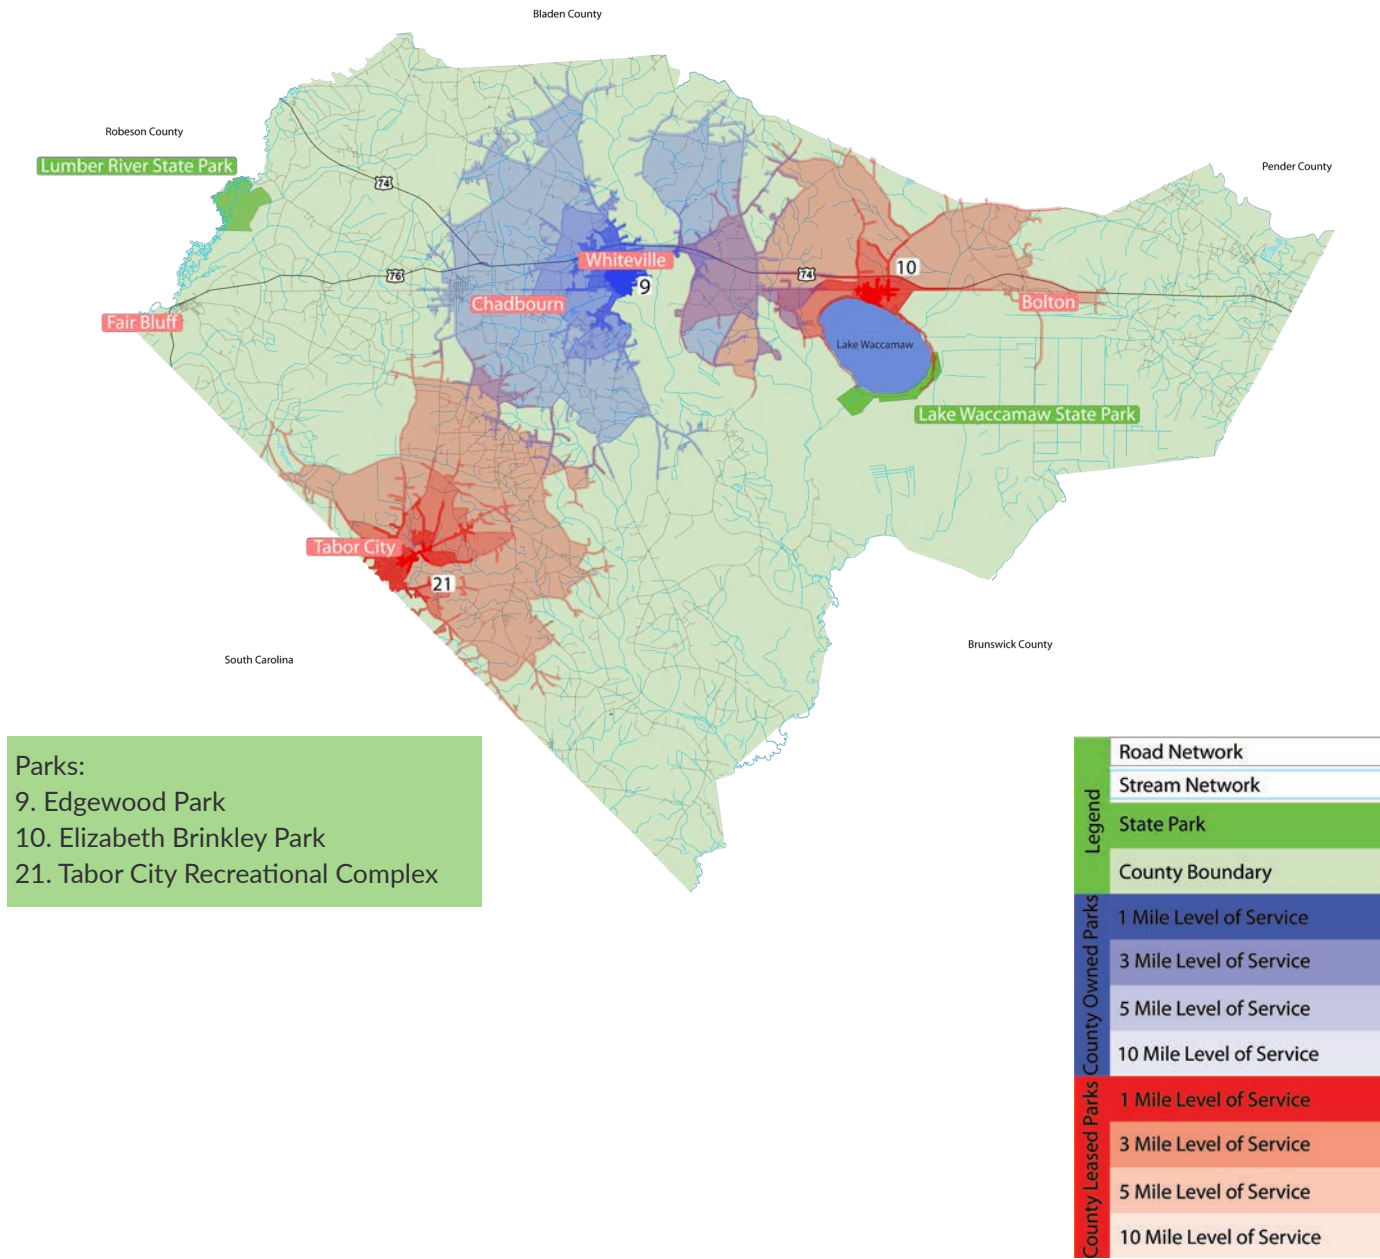 Bladen County
Robeson County
Pender County
Lumber River State Park
74
Whiteville
10
76
74
9
Chadbourn
Bolton
Fair Bluff
Lake Waccamaw
Lake Waccamaw State Park
Tabor City
21
Brunswick County
South Carolina
Parks:
9. Edgewood Park
10. Elizabeth Brinkley Park
21. Tabor City Recreational Complex
Legend
Road Network
Stream Network
State Park
County Boundary
County Owned Parks
1 Mile Level of Service
3 Mile Level of Service
5 Mile Level of Service
10 Mile Level of Service
County Leased Parks
1 Mile Level of Service
3 Mile Level of Service
5 Mile Level of Service
10 Mile Level of Service